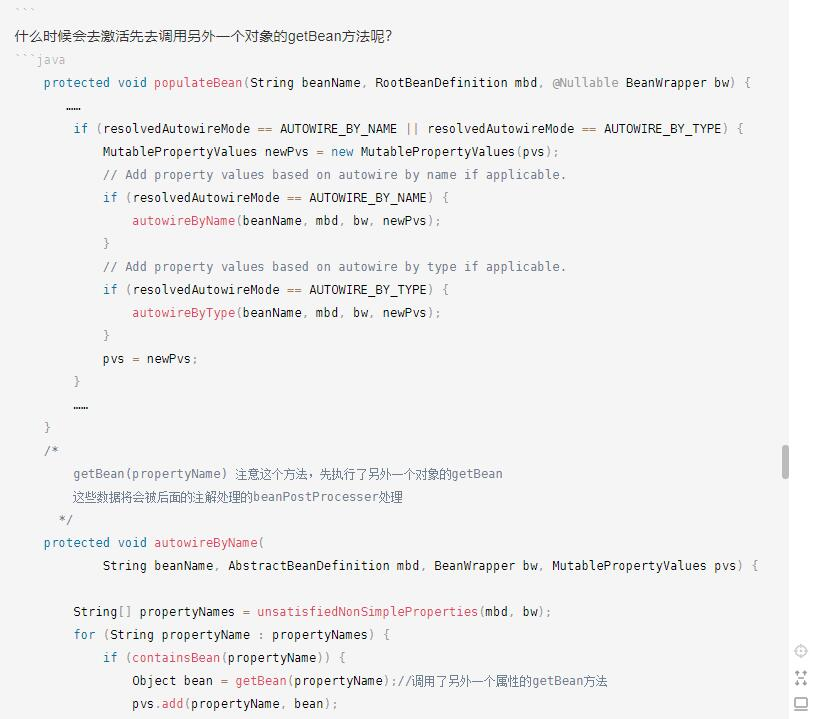 ```
什么时候会去激活先去调用另外一个对象的getBean方法呢?
```java
protected void populateBean(String beanName, RootBeanDefinition mbd, @Nullable BeanWrapper bw) {
……
if (resolvedAutowireMode == AUTOWIRE_BY_NAME || resolvedAutowireMode == AUTOWIRE_BY_TYPE) {
MutablePropertyValues newPvs = new MutablePropertyValues(pvs);
// Add property values based on autowire by name if applicable.
if (resolvedAutowireMode == AUTOWIRE_BY_NAME) {
autowireByName(beanName, mbd, bw, newPvs);
}
// Add property values based on autowire by type if applicable.
if (resolvedAutowireMode == AUTOWIRE_BY_TYPE) {
autowireByType(beanName, mbd, bw, newPvs);
}
pvs = newPvs;
}
……
}
/*
getBean(propertyName) 注意这个方法，先执行了另外一个对象的getBean
这些数据将会被后面的注解处理的beanPostProcesser处理
*/
protected void autowireByName(
String beanName, AbstractBeanDefinition mbd, BeanWrapper bw, MutablePropertyValues pvs) {
String[] propertyNames = unsatisfiedNonSimpleProperties(mbd, bw);
for (String propertyName : propertyNames) {
if (containsBean(propertyName)) {
Object bean = getBean(propertyName);//调用了另外一个属性的getBean方法
pvs.add(propertyName, bean);